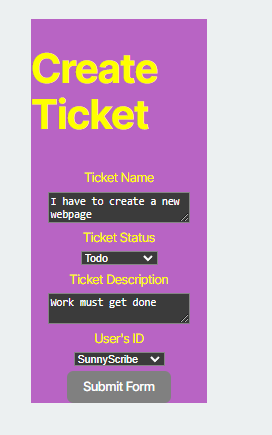 Create
Ticket
Ticket Name
I have to create a new
webpage
Ticket Status
Todo
Ticket Description
Work must get done
User's ID
SunnyScribe
Submit Form